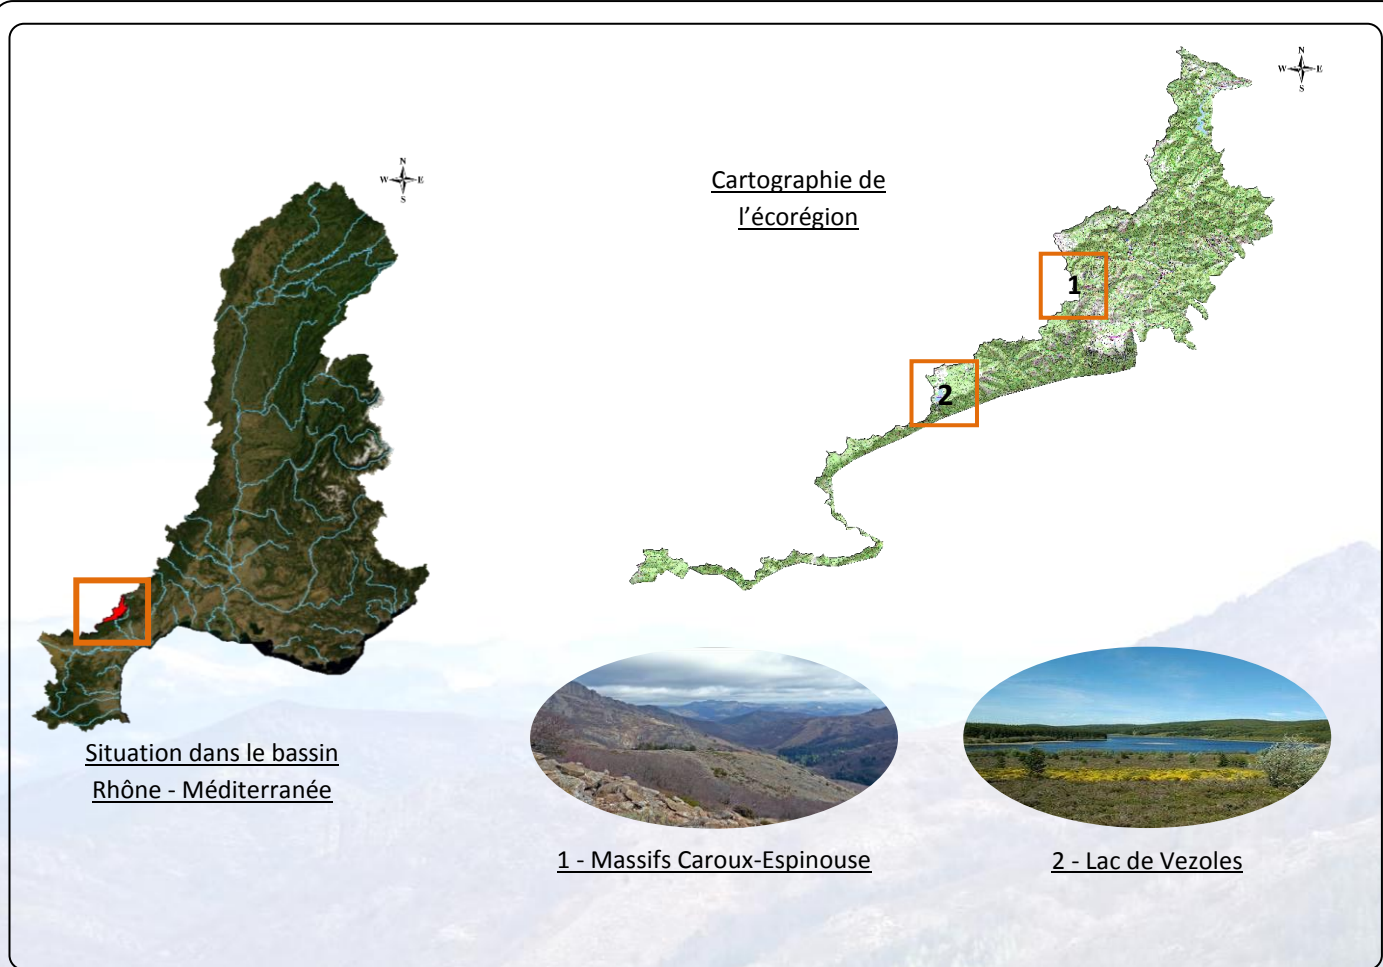 N
W E
S
Cartographie de
l'écorégion
N
W E
S
1
2
Situation dans le bassin
Rhône - Méditerranée
1 - Massifs Caroux-Espinouse
2 - Lac de Vezoles